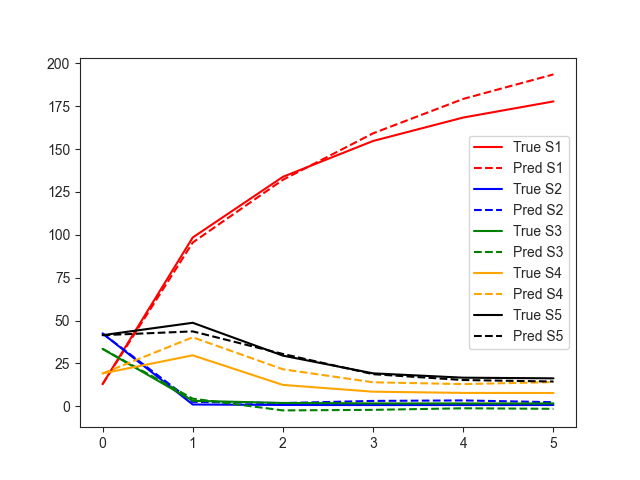 200
175
150
125
100
75
50
25
0
True S1
Pred S1
True S2
Pred S2
True S3
Pred S3
True S4
Pred S4
True S5
Pred S5
0 1 2 3 4 5